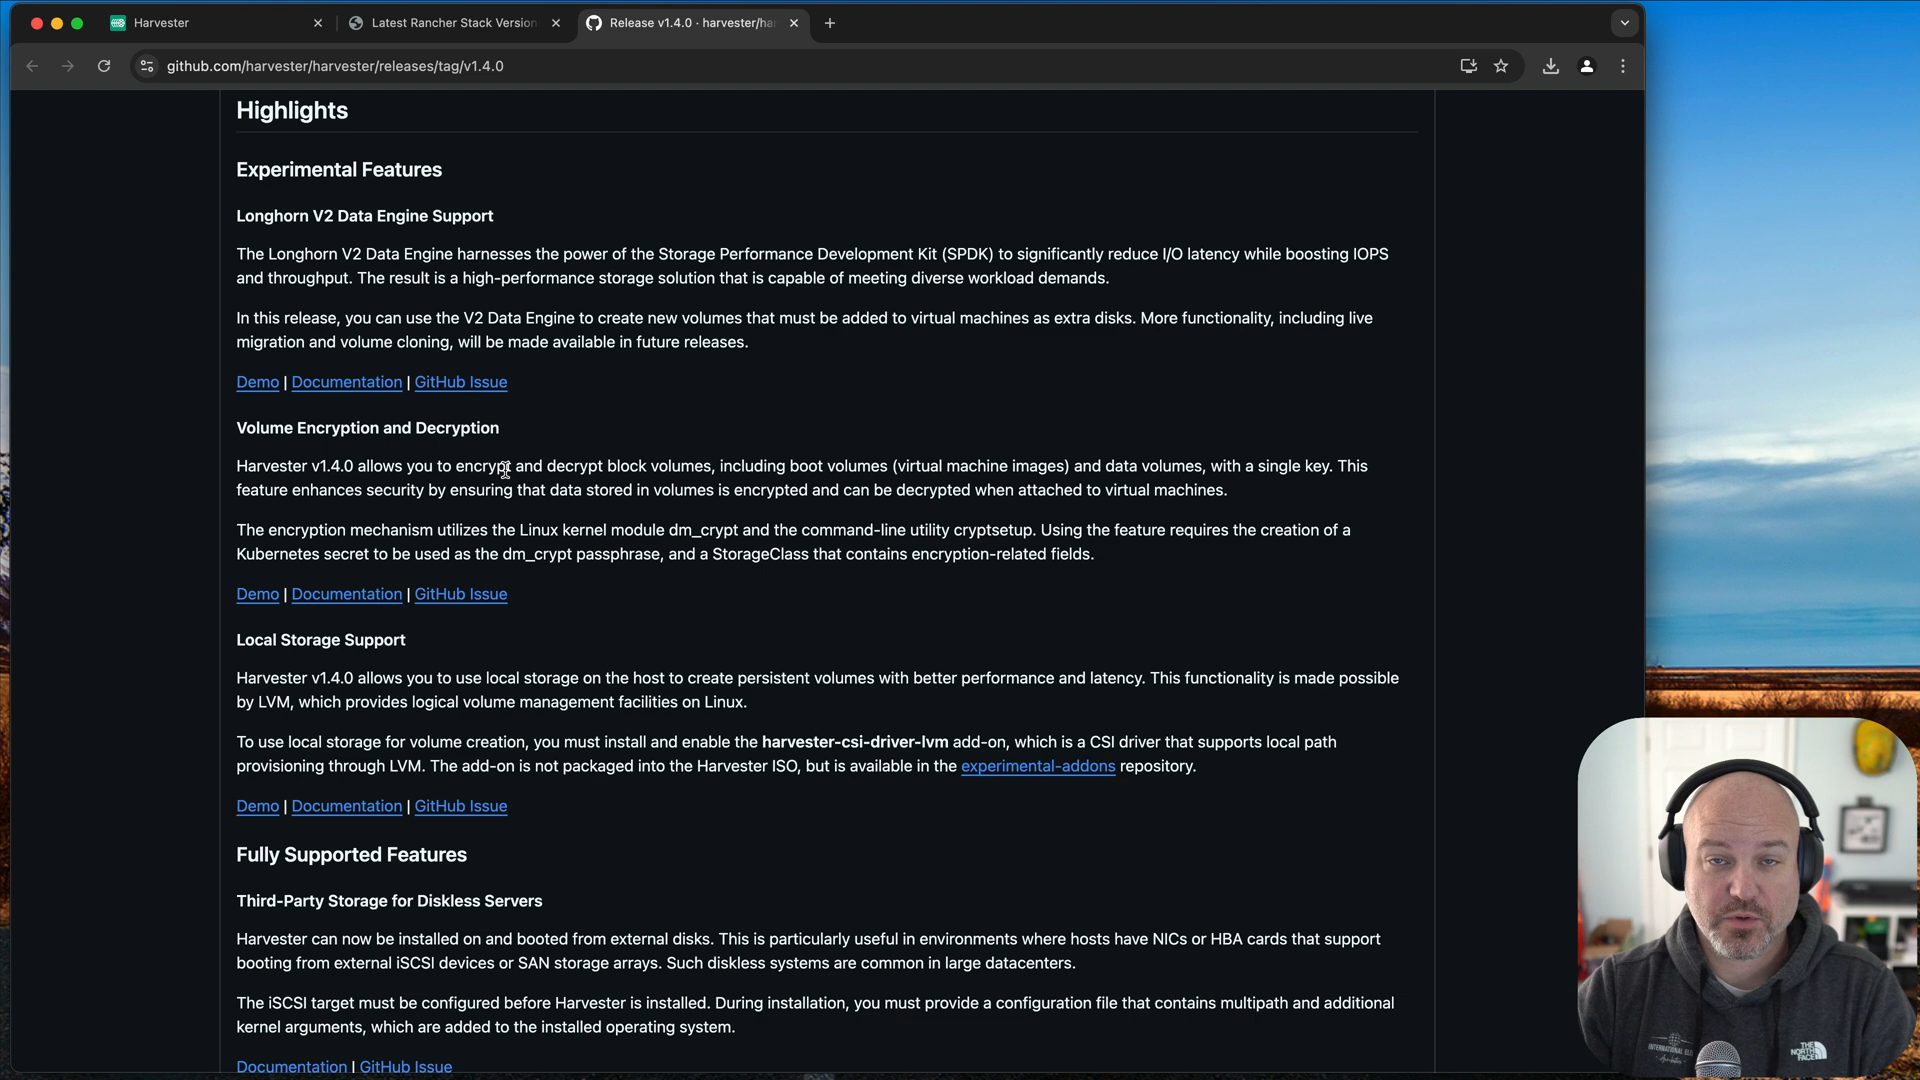 Harvester
Latest Rancher Stack Version
Release v1.4.0 · harvester/ha
github.com/harvester/harvester/releases/tag/v1.4.0
Highlights
Experimental Features
Longhorn V2 Data Engine Support
The Longhorn V2 Data Engine harnesses the power of the Storage Performance Development Kit (SPDK) to significantly reduce I/O latency while boosting IOPS
and throughput. The result is a high-performance storage solution that is capable of meeting diverse workload demands.
In this release, you can use the V2 Data Engine to create new volumes that must be added to virtual machines as extra disks. More functionality, including live
migration and volume cloning, will be made available in future releases.
Demo | Documentation | GitHub Issue
Volume Encryption and Decryption
Harvester v1.4.0 allows you to encrypt and decrypt block volumes, including boot volumes (virtual machine images) and data volumes, with a single key. This
feature enhances security by ensuring that data stored in volumes is encrypted and can be decrypted when attached to virtual machines.
The encryption mechanism utilizes the Linux kernel module dm_crypt and the command-line utility cryptsetup. Using the feature requires the creation of a
Kubernetes secret to be used as the dm_crypt passphrase, and a StorageClass that contains encryption-related fields.
Demo | Documentation | GitHub Issue
Local Storage Support
Harvester v1.4.0 allows you to use local storage on the host to create persistent volumes with better performance and latency. This functionality is made possible
by LVM, which provides logical volume management facilities on Linux.
To use local storage for volume creation, you must install and enable the harvester-csi-driver-lvm add-on, which is a CSI driver that supports local path
provisioning through LVM. The add-on is not packaged into the Harvester ISO, but is available in the experimental-addons repository.
Demo | Documentation | GitHub Issue
Fully Supported Features
Third-Party Storage for Diskless Servers
Harvester can now be installed on and booted from external disks. This is particularly useful in environments where hosts have NICs or HBA cards that support
booting from external iSCSI devices or SAN storage arrays. Such diskless systems are common in large datacenters.
The iSCSI target must be configured before Harvester is installed. During installation, you must provide a configuration file that contains multipath and additional
kernel arguments, which are added to the installed operating system.
Documentation | GitHub Issue
THE
NORTH
FACE